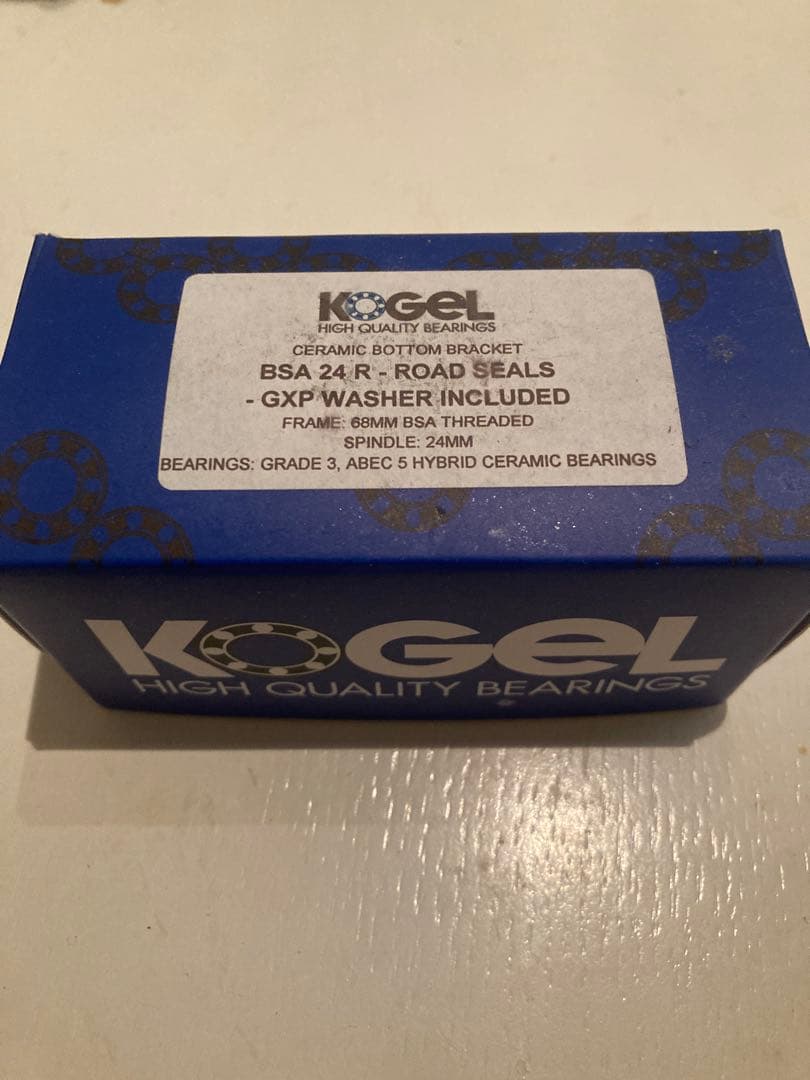 KOGEL
HIGH QUALITY BEARINGS
CERAMIC BOTTOM BRACKET
BSA 24 R - ROAD SEALS
- GXP WASHER INCLUDED
FRAME: 68MM BSA THREADED
SPINDLE: 24MM
BEARINGS: GRADE 3, ABEC 5 HYBRID CERAMIC BEARINGS
KOGEL
HIGH QUALITY BEARINGS